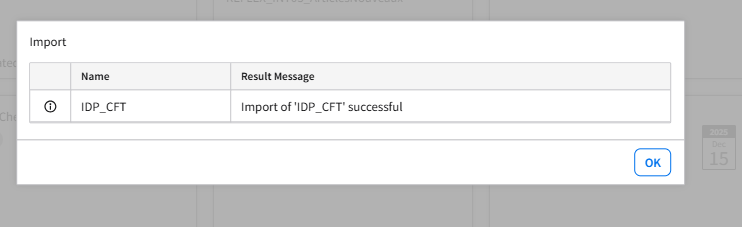 Import
Name Result Message
IDP_CFT Import of 'IDP_CFT' successful
OK
2025
Dec
15